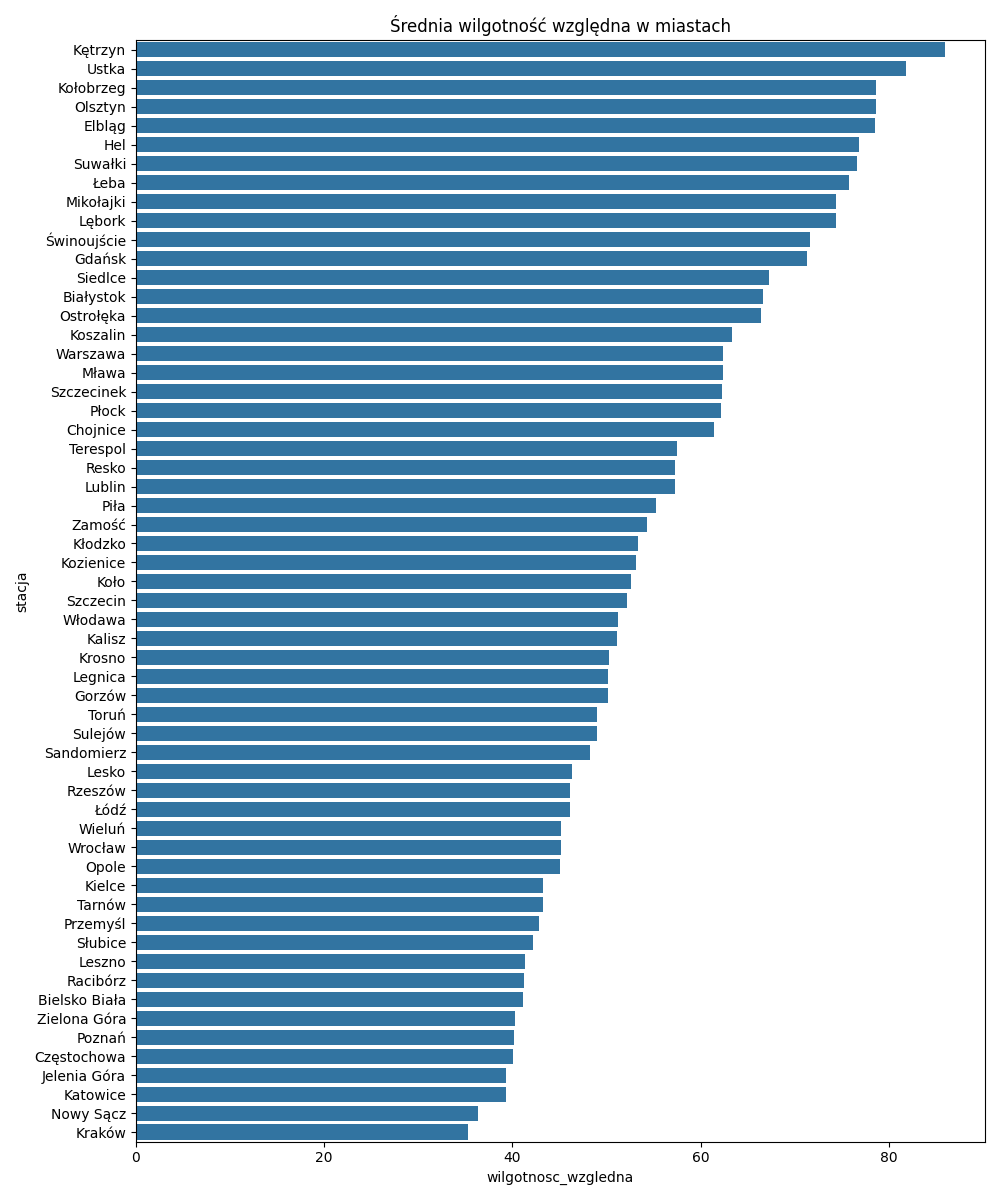 Średnia wilgotność względna w miastach
stacja
Kętrzyn
Ustka
Kołobrzeg
Olsztyn
Elbląg
Hel
Suwałki
Łeba
Mikołajki
Lębork
Świnoujście
Gdańsk
Siedlce
Białystok
Ostrołęka
Koszalin
Warszawa
Mława
Szczecinek
Płock
Chojnice
Terespol
Resko
Lublin
Piła
Zamość
Kłodzko
Kozienice
Koło
Szczecin
Włodawa
Kalisz
Krosno
Legnica
Gorzów
Toruń
Sulejów
Sandomierz
Lesko
Rzeszów
Łódź
Wieluń
Wrocław
Opole
Kielce
Tarnów
Przemyśl
Słubice
Leszno
Racibórz
Bielsko Biała
Zielona Góra
Poznań
Częstochowa
Jelenia Góra
Katowice
Nowy Sącz
Kraków
0 20 40 60 80
wilgotnosc_wzgledna